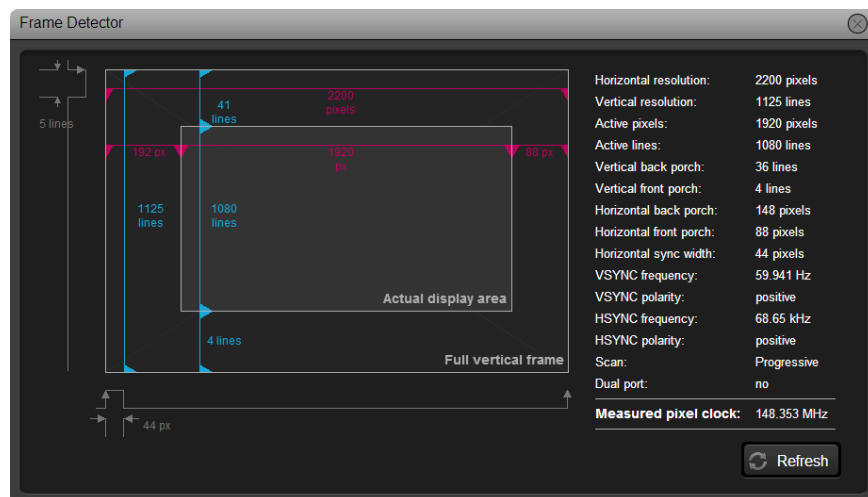 Frame Detector
5 lines
2200
pixels
41
lines
192 px
1920
px
88 px
1125
lines
1080
lines
Actual display area
4 lines
Full vertical frame
44 px
Horizontal resolution: 2200 pixels
Vertical resolution: 1125 lines
Active pixels: 1920 pixels
Active lines: 1080 lines
Vertical back porch: 36 lines
Vertical front porch: 4 lines
Horizontal back porch: 148 pixels
Horizontal front porch: 88 pixels
Horizontal sync width: 44 pixels
VSYNC frequency: 59.941 Hz
VSYNC polarity: positive
HSYNC frequency: 68.65 kHz
HSYNC polarity: positive
Scan: Progressive
Dual port: no
Measured pixel clock: 148.353 MHz
Refresh